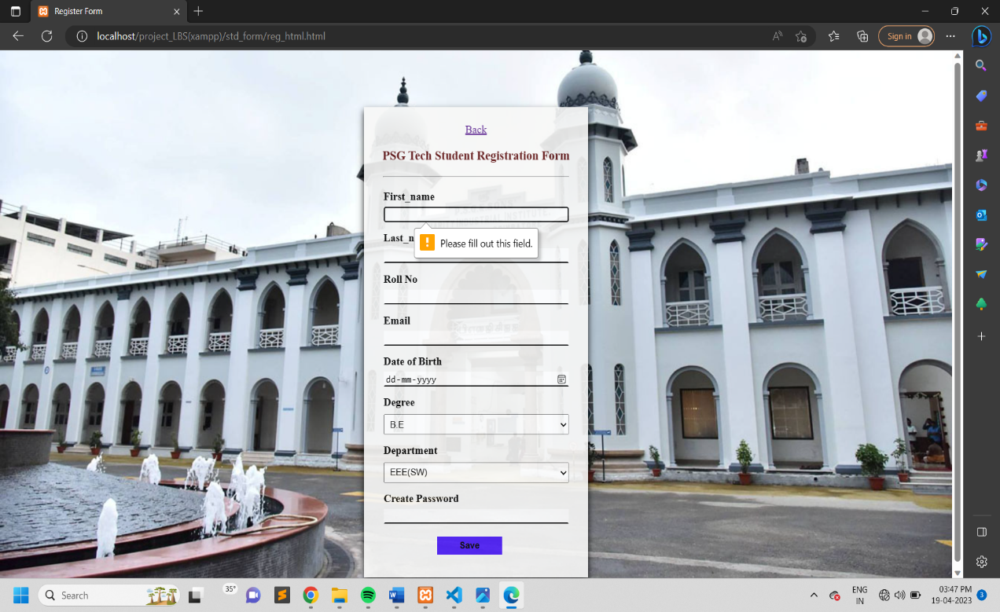 Register Form
localhost/project_LBS(xampp)/std_form/reg_html.html
Sign in
Back
PSG Tech Student Registration Form
First_name
Please fill out this field.
Last_n
Roll No
Email
Date of Birth
dd-mm-yyyy
Degree
B.E
Department
EEE(SW)
Create Password
Save
Search
35°
ENG
IN
03:47 PM
19-04-2023
3